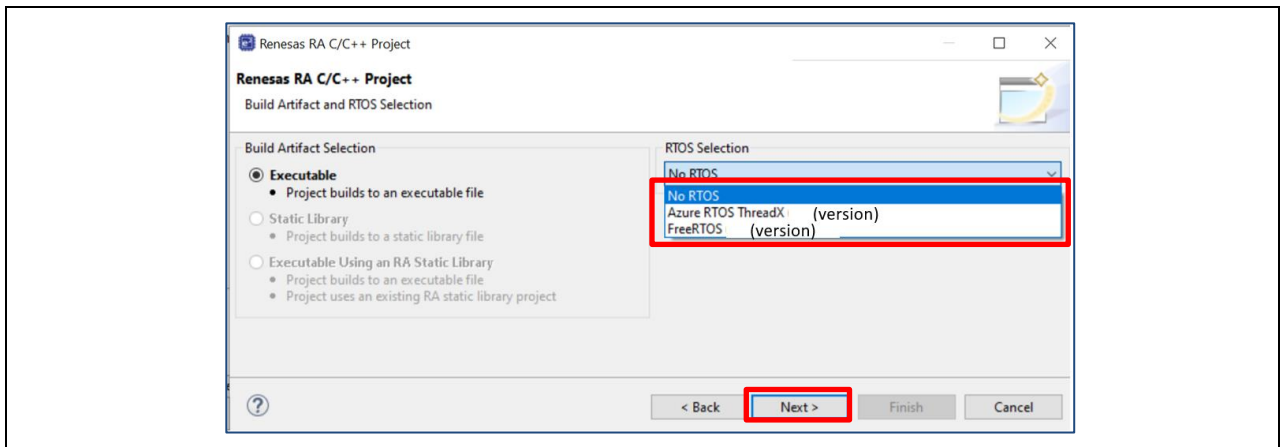 Renesas RA C/C++ Project
Renesas RA C/C++ Project
Build Artifact and RTOS Selection
Build Artifact Selection
Executable
• Project builds to an executable file
Static Library
• Project builds to a static library file
Executable Using an RA Static Library
• Project builds to an executable file
• Project uses an existing RA static library project
RTOS Selection
No RTOS
No RTOS
Azure RTOS ThreadX (version)
FreeRTOS (version)
?
< Back Next > Finish Cancel